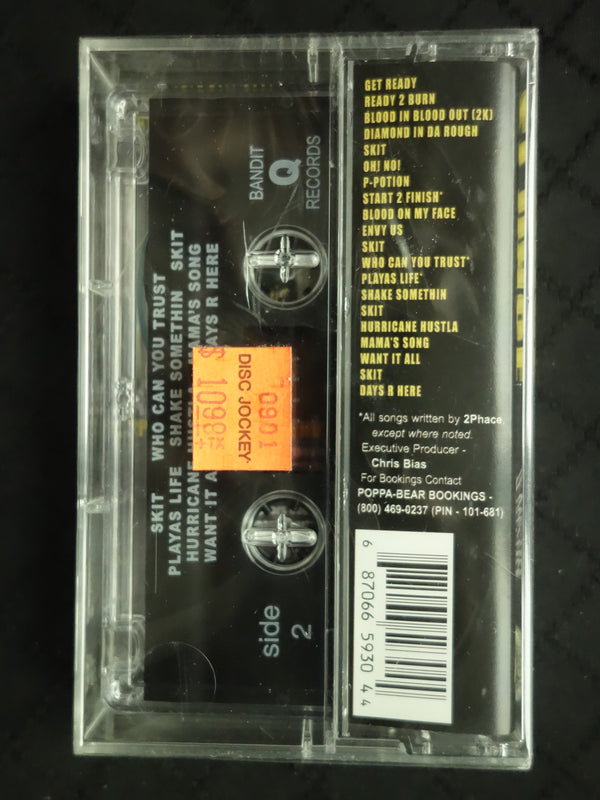 GET READY
READY 2 BURN
BLOOD IN BLOOD OUT (2K)
DIAMOND IN DA ROUGH
SKIT
OH! NO!
P-POTION
START 2 FINISH*
BLOOD ON MY FACE
ENVY US
SKIT
WHO CAN YOU TRUST*
PLAYAS LIFE*
SHAKE SOMETHIN
SKIT
HURRICANE HUSTLA
MAMA'S SONG
WANT IT ALL
SKIT
DAYS R HERE
*All songs written by 2Phace
except where noted.
Executive Producer -
Chris Bias
For Bookings Contact
POPPA-BEAR BOOKINGS -
(800) 469-0237 (PIN - 101-681)
6 87066 5930 4 4
BANDIT
Q
RECORDS
SKIT WHO CAN YOU TRUST
PLAYAS LIFE SHAKE SOMETHIN SKIT
HURRICANE HUSTLA MAMA'S SONG
WANT IT A DAYS R HERE
70901
DISC JOCKEY
$ 1098
side
2